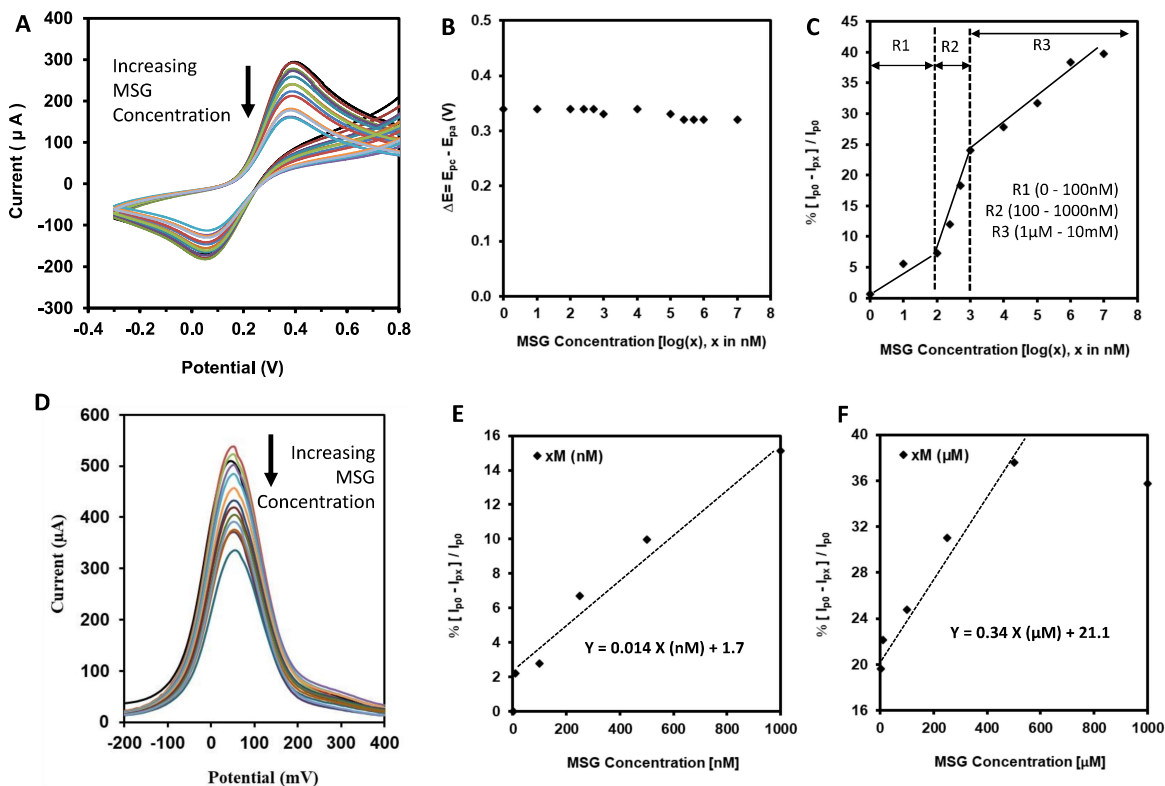 A
Increasing
MSG
Concentration
Current ( µ A )
400
300
200
100
0
-100
-200
-300
-0.4
-0.2
0.0
0.2
0.4
0.6
0.8
Potential (V)
B
ΔE= Epc - Epa (V)
0.5
0.4
0.3
0.2
0.1
0.0
0 1 2 3 4 5 6 7 8
MSG Concentration [log(x), x in nM)
C
% [ Ip0 - Ipx ] / Ip0
45
40
35
30
25
20
15
10
5
0
R1
R2
R3
R1 (0 - 100nM)
R2 (100 - 1000nM)
R3 (1µM - 10mM)
0 1 2 3 4 5 6 7 8
MSG Concentration [log(x), x in nM)
D
Increasing
MSG
Concentration
Current (µA)
600
500
400
300
200
100
0
-200 -100 0 100 200 300 400
Potential (mV)
E
% [ Ip0 - Ipx ] / Ip0
16
14
12
10
8
6
4
2
0
xM (nM)
Y = 0.014 X (nM) + 1.7
0 200 400 600 800 1000
MSG Concentration [nM]
F
% [ Ip0 - Ipx ] / Ip0
40
36
32
28
24
20
16
xM (µM)
Y = 0.34 X (µM) + 21.1
0 200 400 600 800 1000
MSG Concentration [µM]